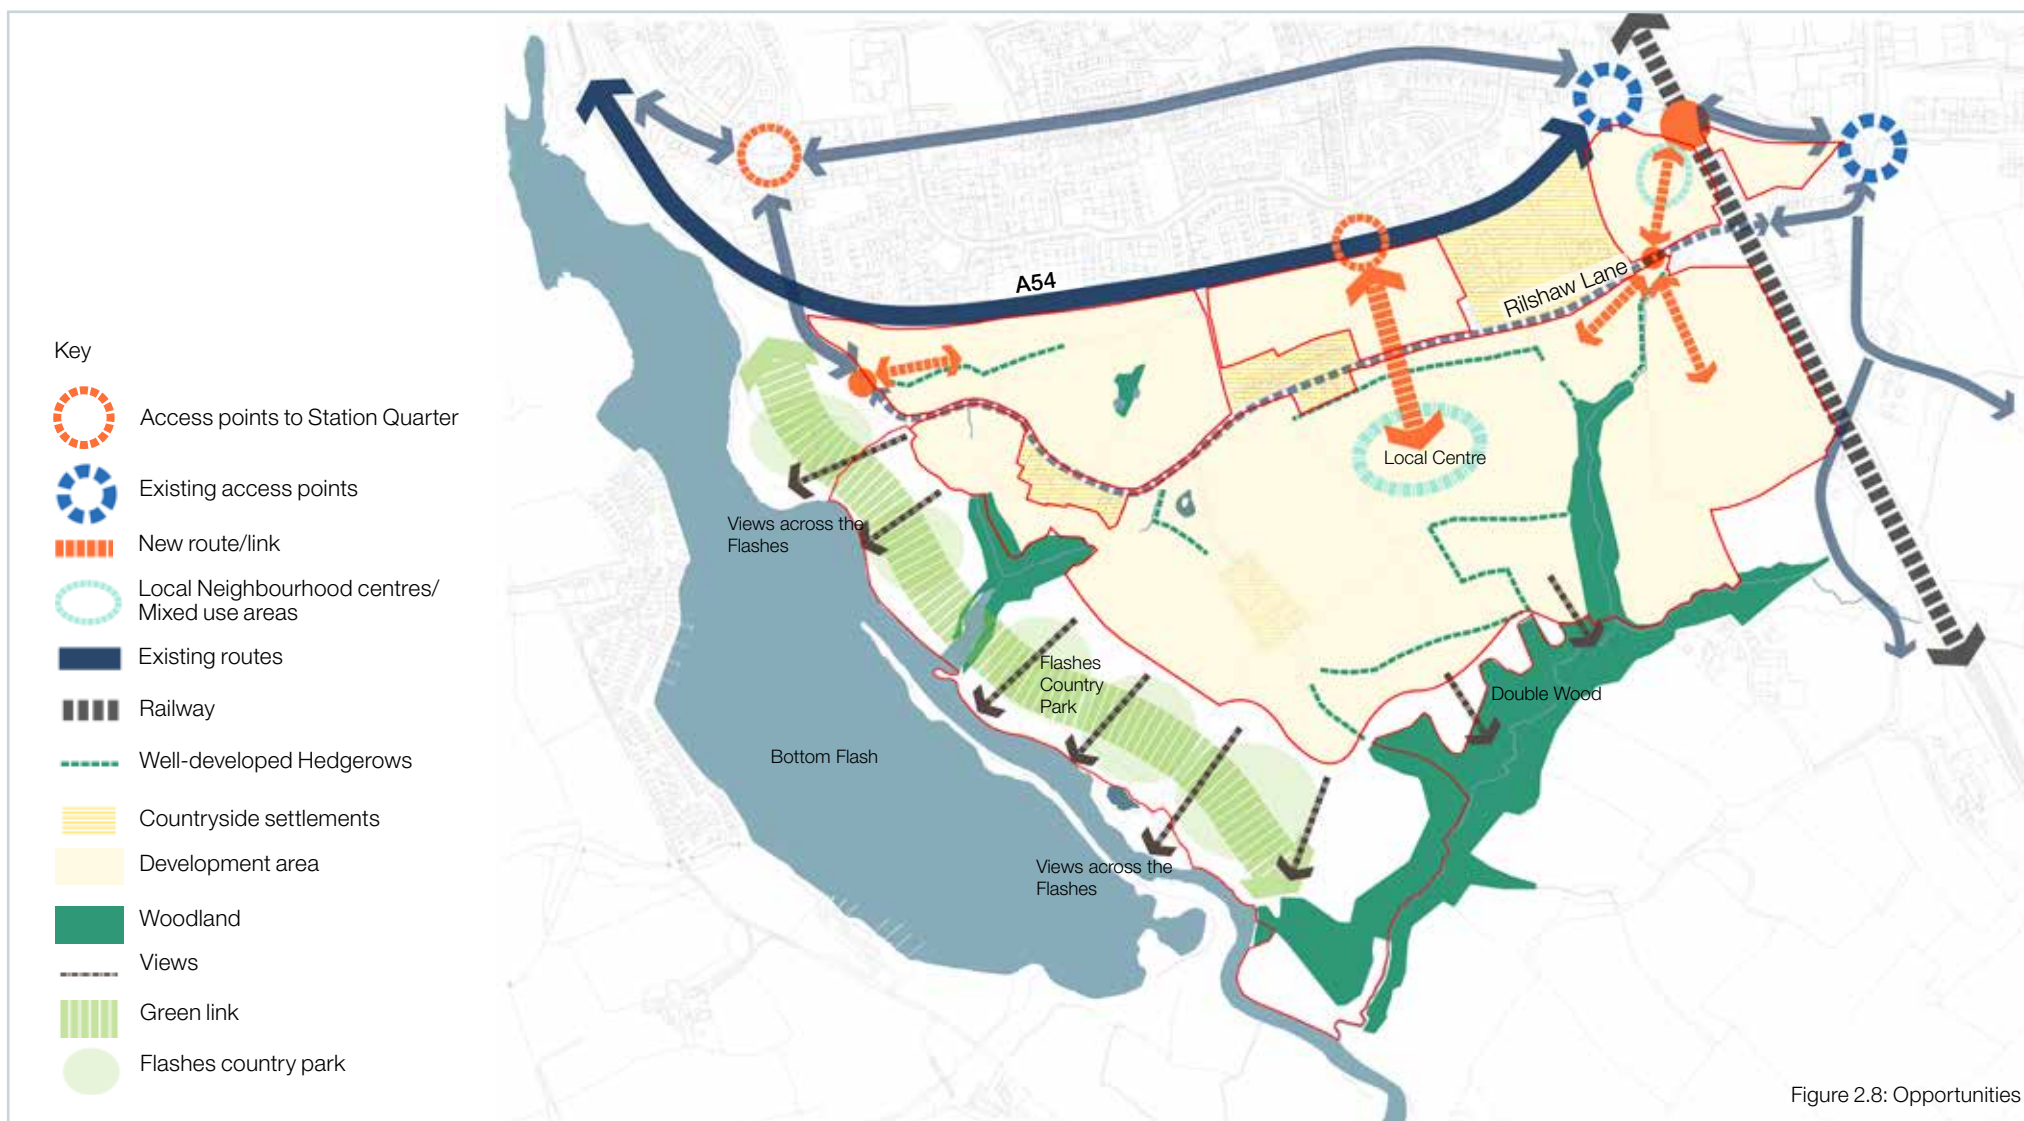 Key
Access points to Station Quarter
Existing access points
New route/link
Local Neighbourhood centres/
Mixed use areas
Existing routes
Railway
Well-developed Hedgerows
Countryside settlements
Development area
Woodland
Views
Green link
Flashes country park
A54
Rilshaw Lane
Local Centre
Views across the
Flashes
Flashes
Country
Park
Double Wood
Bottom Flash
Views across the
Flashes
Figure 2.8: Opportunities